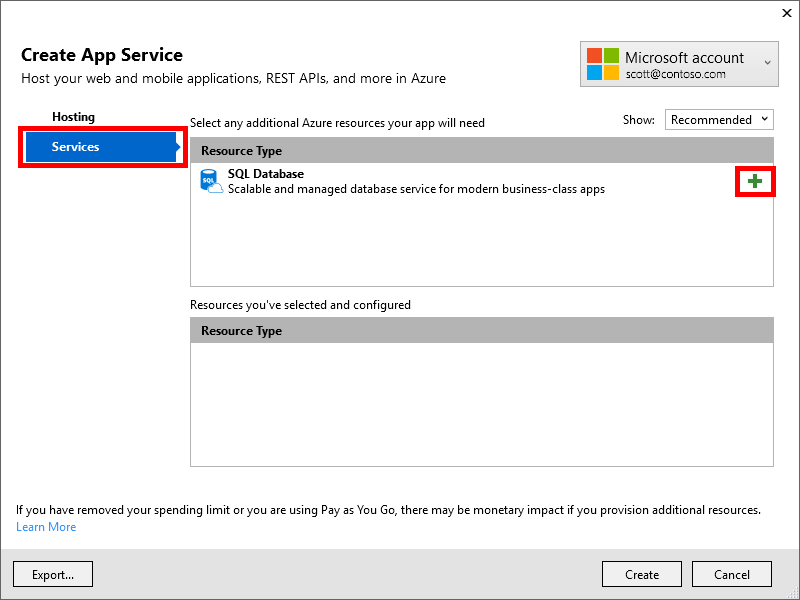 Create App Service
Host your web and mobile applications, REST APIs, and more in Azure
Microsoft account
scott@contoso.com
Hosting
Services
Select any additional Azure resources your app will need
Show: Recommended
Resource Type
SQL
SQL Database
Scalable and managed database service for modern business-class apps
Resources you've selected and configured
Resource Type
If you have removed your spending limit or you are using Pay as You Go, there may be monetary impact if you provision additional resources.
Learn More
Export...
Create
Cancel